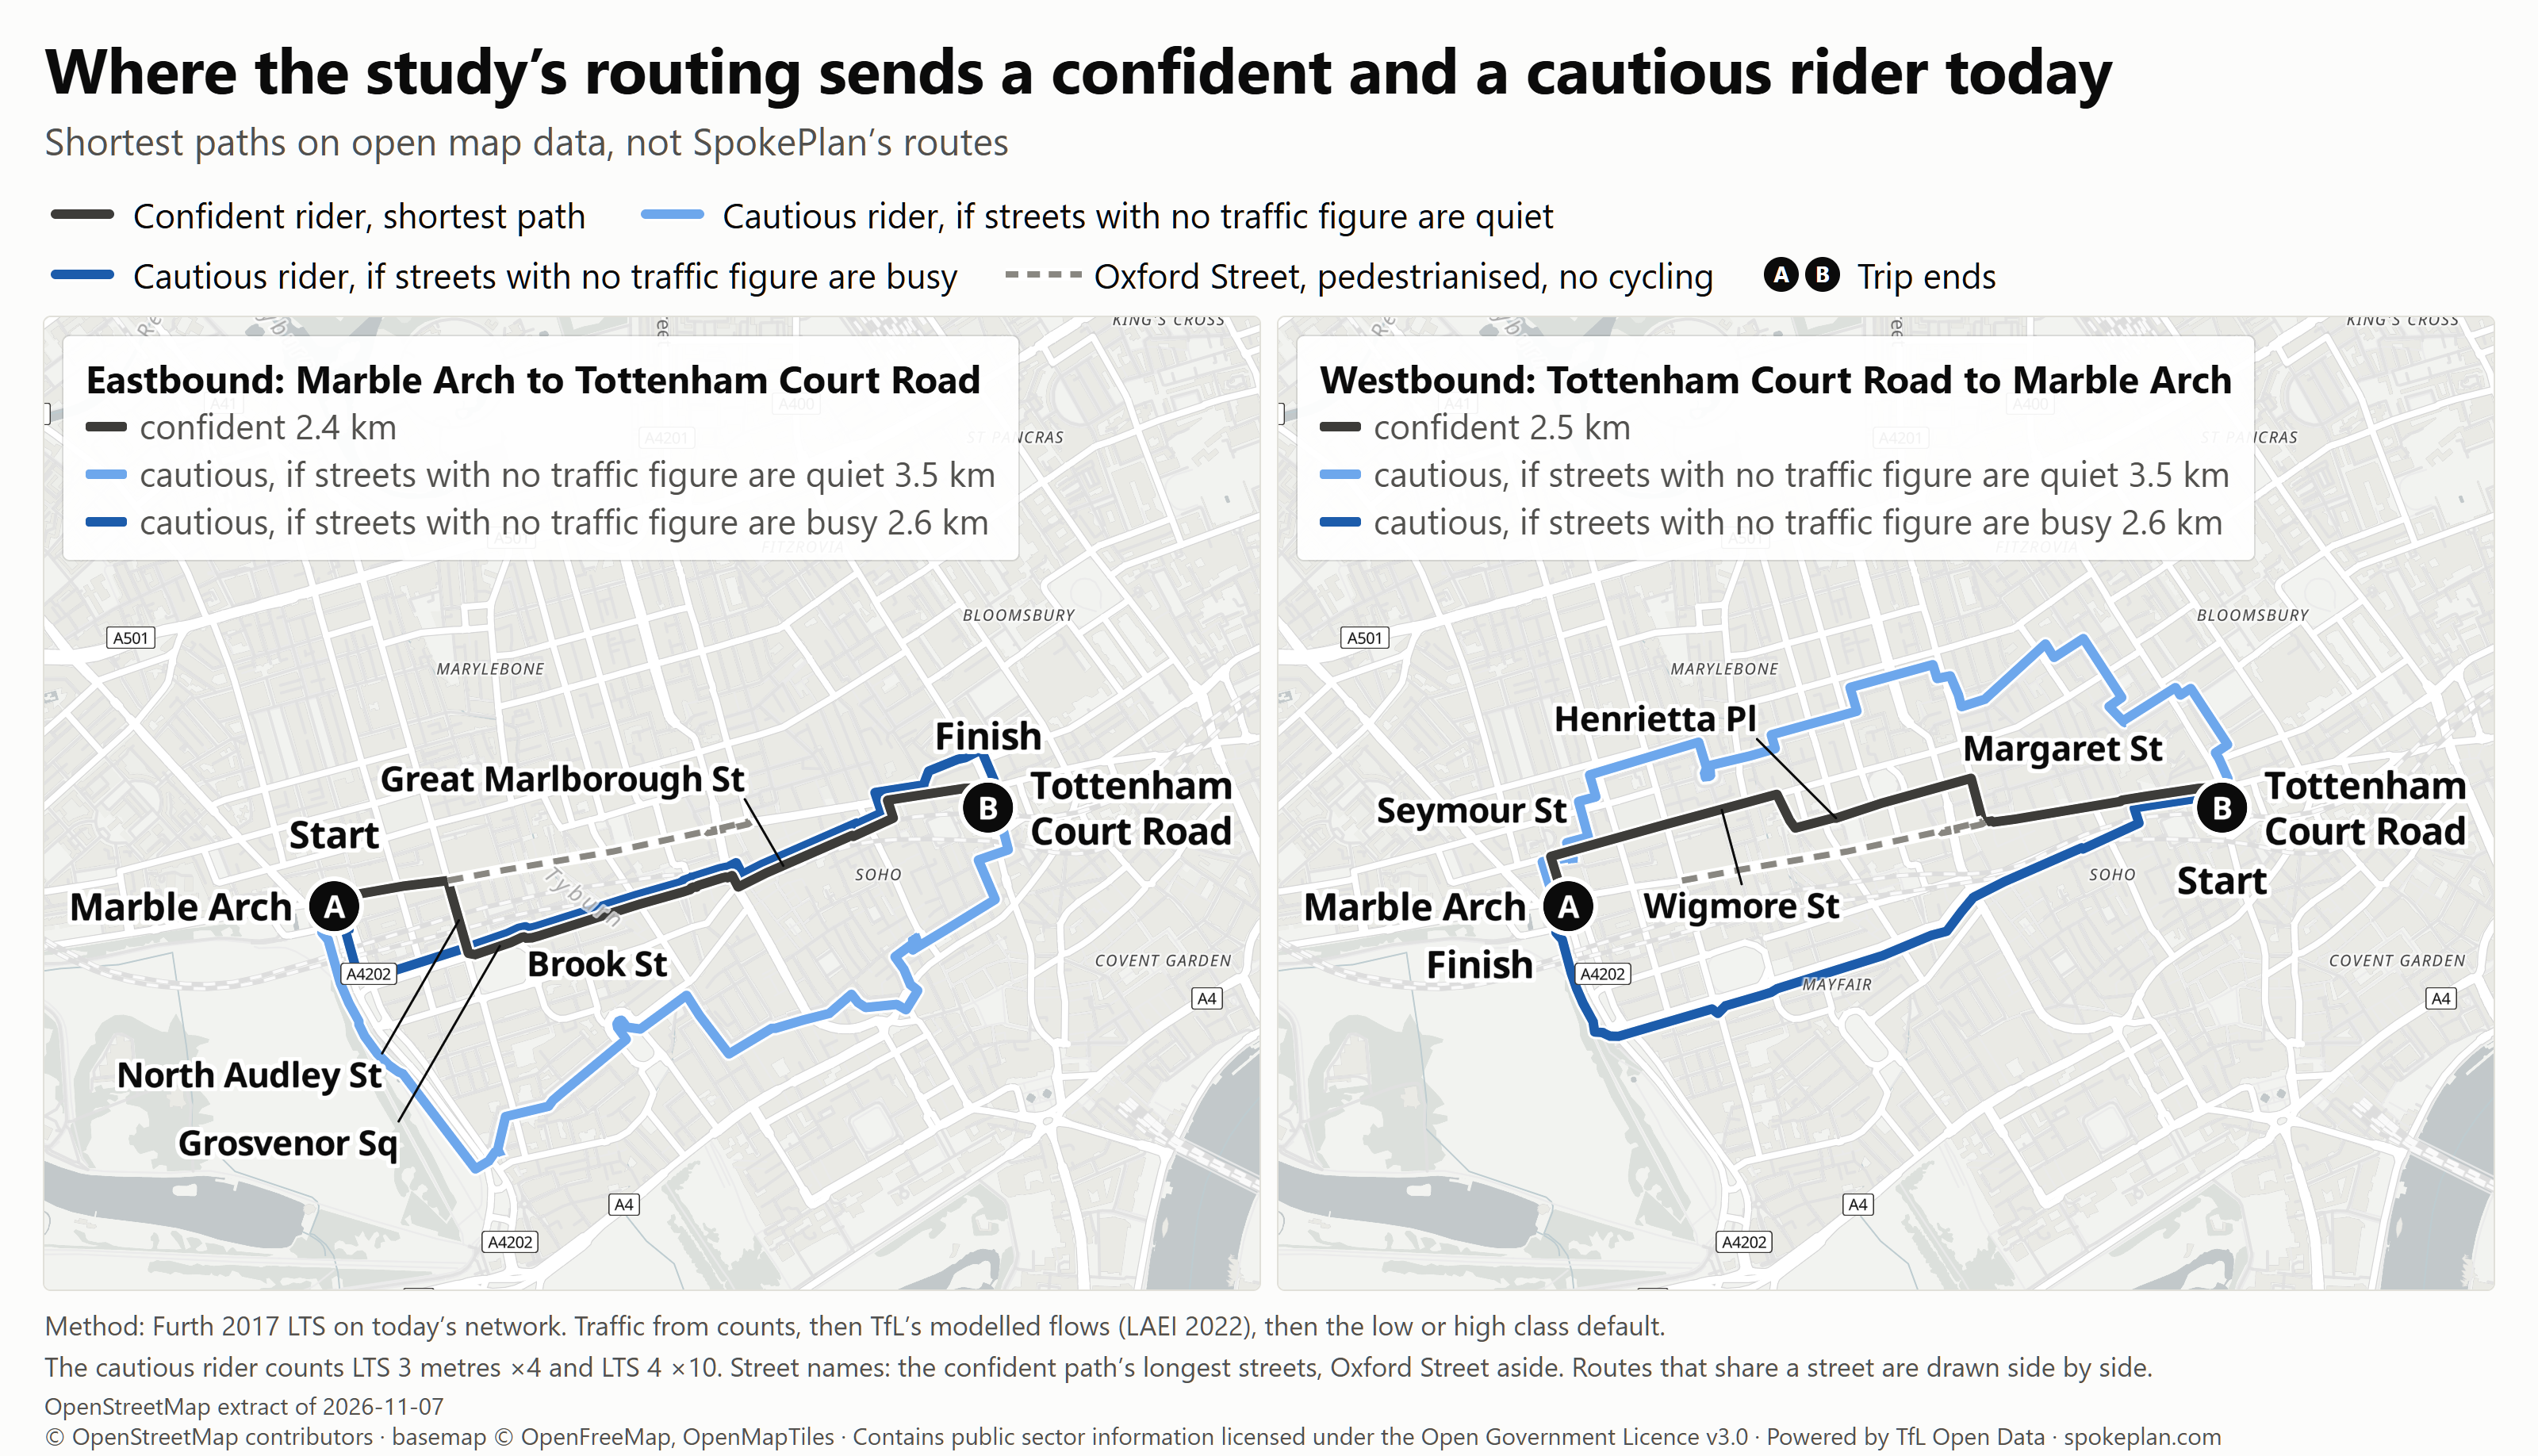 Where the study’s routing sends a confident and a cautious rider today
Shortest paths on open map data, not SpokePlan’s routes
Confident rider, shortest path
Cautious rider, if streets with no traffic figure are quiet
Cautious rider, if streets with no traffic figure are busy
Oxford Street, pedestrianised, no cycling
A B Trip ends
KING'S CROSS
Eastbound: Marble Arch to Tottenham Court Road
A41
A400
confident 2.4 km
A4201
ST PANCRAS
cautious, if streets with no traffic figure are quiet 3.5 km
cautious, if streets with no traffic figure are busy 2.6 km
A501
FITZROVIA
BLOOMSBURY
A501
MARYLEBONE
Finish
Great Marlborough St
Tottenham
Court Road
B
Start
SOHO
Tyburn
Marble Arch
A
Brook St
COVENT GARDEN
A4202
A4
North Audley St
Grosvenor Sq
A4
A4202
KING'S CROSS
Westbound: Tottenham Court Road to Marble Arch
A41
A400
confident 2.5 km
A4201
ST PANCRAS
cautious, if streets with no traffic figure are quiet 3.5 km
cautious, if streets with no traffic figure are busy 2.6 km
A501
FITZROVIA
BLOOMSBURY
A501
MARYLEBONE
Henrietta Pl
Margaret St
Tottenham
Court Road
B
Seymour St
SOHO
Start
Marble Arch
A
Wigmore St
Finish
A4202
MAYFAIR
COVENT GARDEN
A4
A4
A4202
Method: Furth 2017 LTS on today’s network. Traffic from counts, then TfL’s modelled flows (LAEI 2022), then the low or high class default.
The cautious rider counts LTS 3 metres ×4 and LTS 4 ×10. Street names: the confident path’s longest streets, Oxford Street aside. Routes that share a street are drawn side by side.
OpenStreetMap extract of 2026-11-07
© OpenStreetMap contributors · basemap © OpenFreeMap, OpenMapTiles · Contains public sector information licensed under the Open Government Licence v3.0 · Powered by TfL Open Data · spokeplan.com